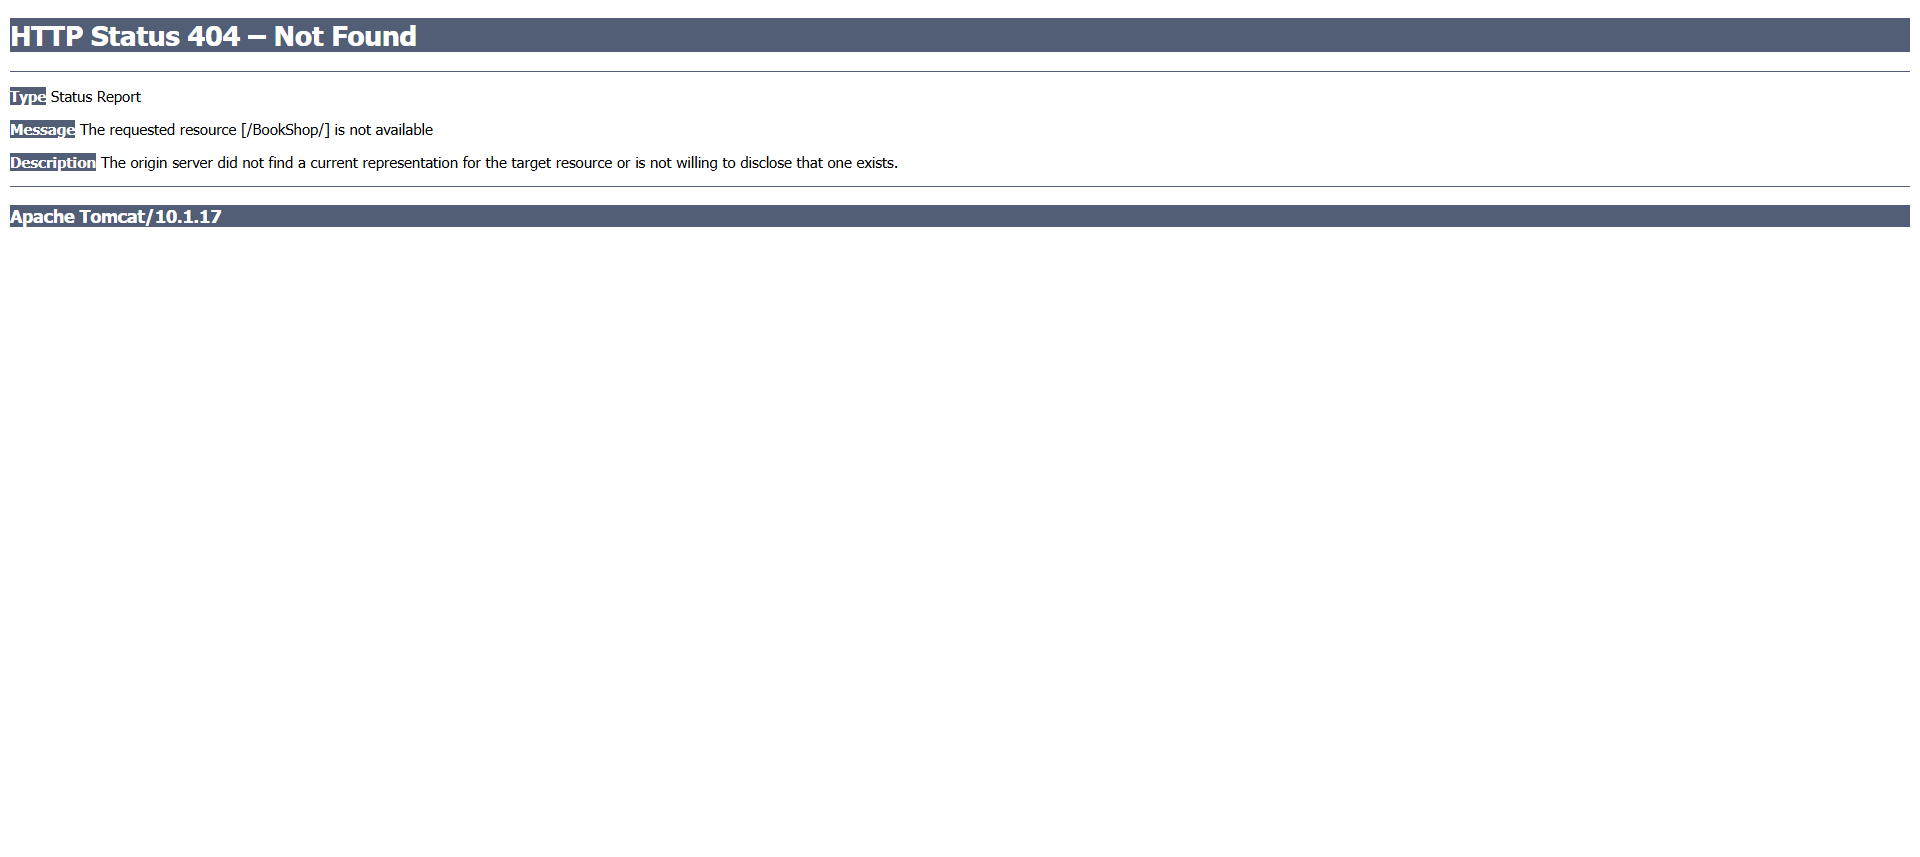 HTTP Status 404 – Not Found
Type Status Report
Message The requested resource [/BookShop/] is not available
Description The origin server did not find a current representation for the target resource or is not willing to disclose that one exists.
Apache Tomcat/10.1.17